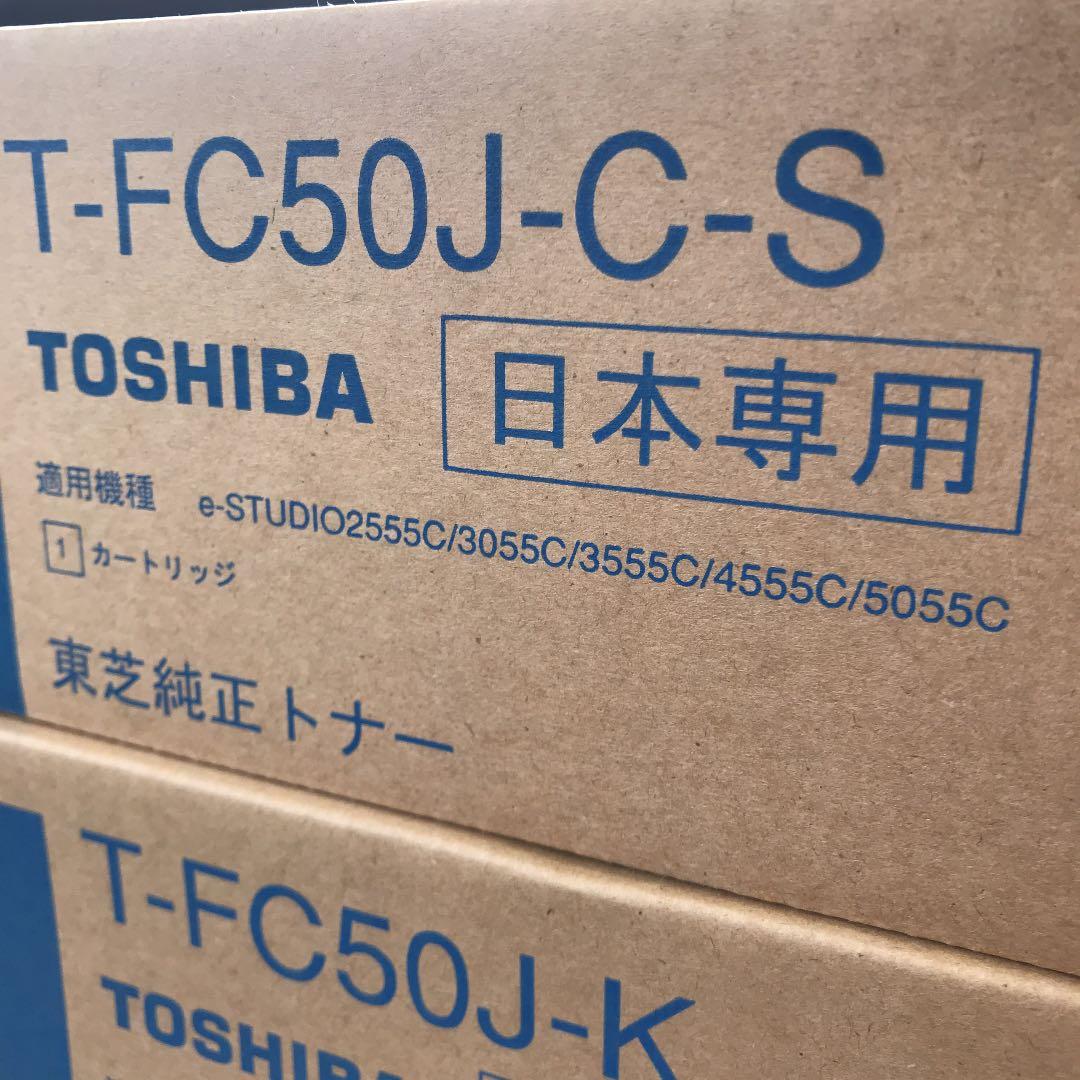 T-FC50J-C-S
TOSHIBA 日本専用
適用機種 e-STUDIO2555C/3055C/3555C/4555C/5055C
1 カートリッジ
東芝純正トナー
T-FC50J-K
TOSHIBA